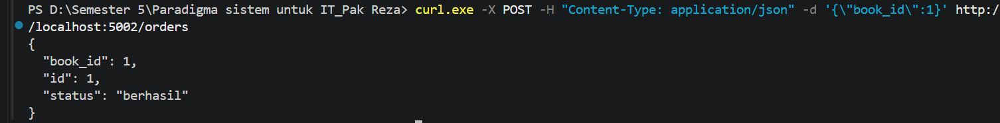 PS D:\Semester 5\Paradigma sistem untuk IT_Pak Reza> curl.exe -X POST -H "Content-Type: application/json" -d '{\"book_id\":1}' http:/
/localhost:5002/orders
{
  "book_id": 1,
  "id": 1,
  "status": "berhasil"
}